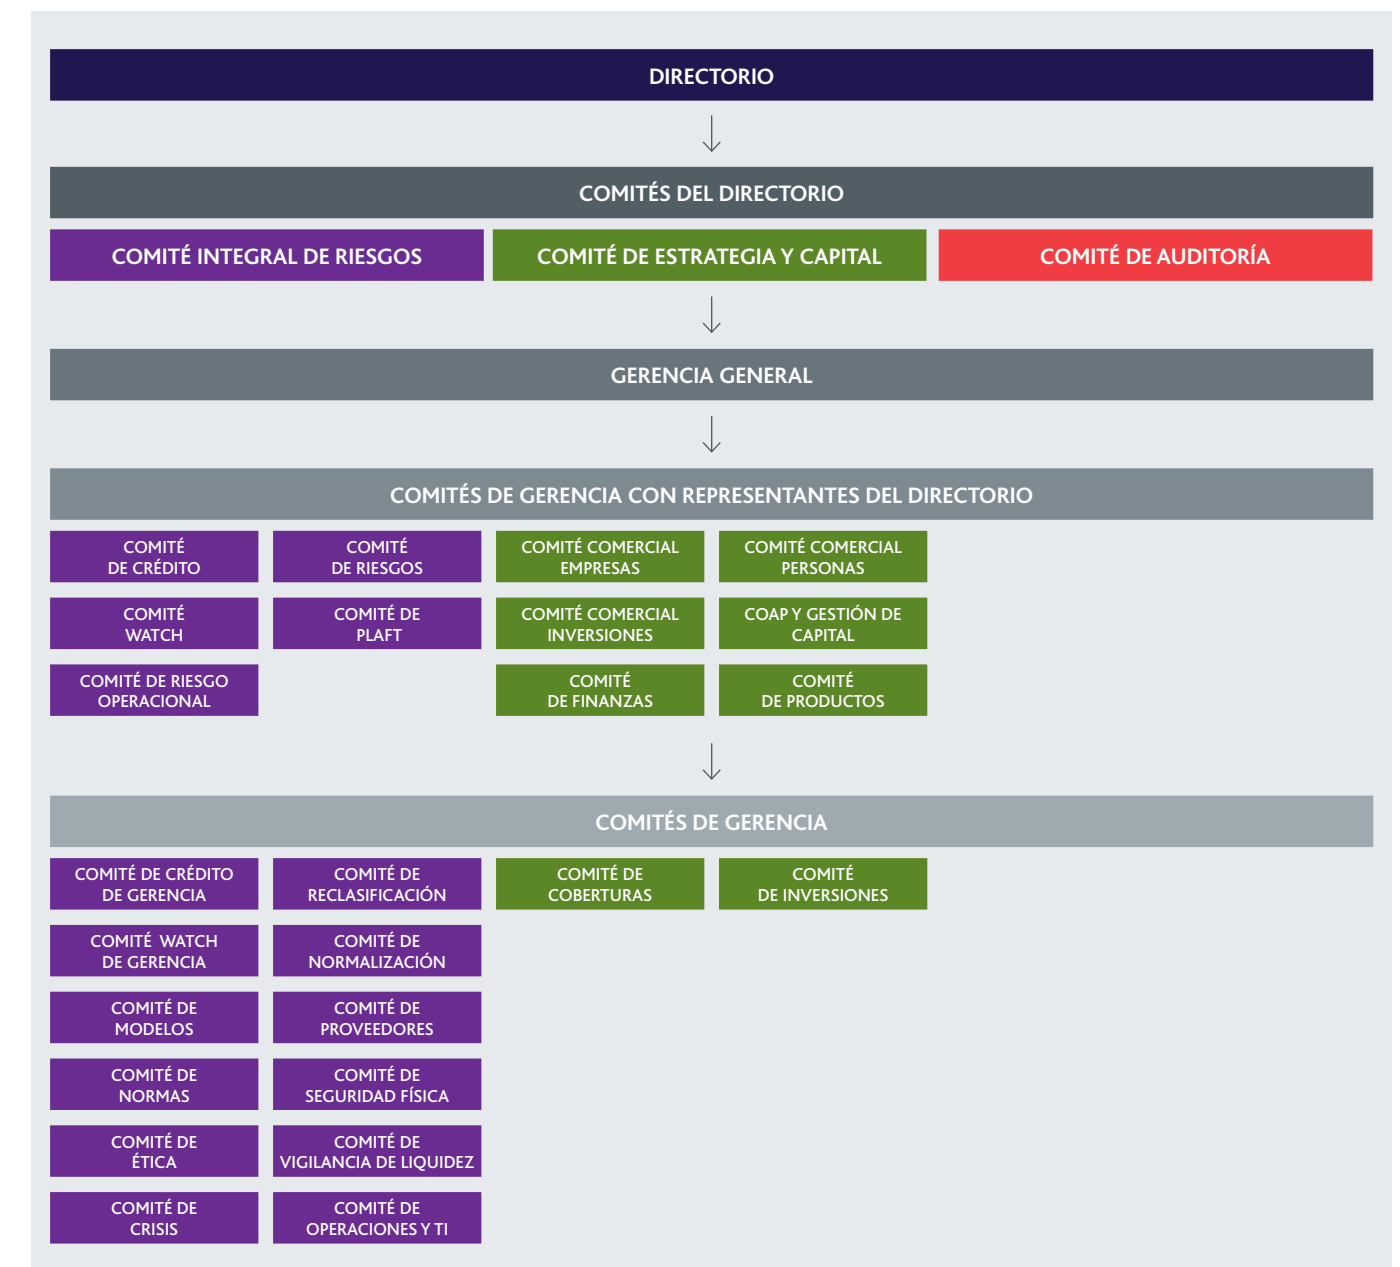 DIRECTORIO
COMITÉS DEL DIRECTORIO
COMITÉ INTEGRAL DE RIESGOS
COMITÉ DE ESTRATEGIA Y CAPITAL
COMITÉ DE AUDITORÍA
GERENCIA GENERAL
COMITÉS DE GERENCIA CON REPRESENTANTES DEL DIRECTORIO
COMITÉ
DE CRÉDITO
COMITÉ
DE RIESGOS
COMITÉ COMERCIAL
EMPRESAS
COMITÉ COMERCIAL
PERSONAS
COMITÉ
WATCH
COMITÉ DE
PLAFT
COMITÉ COMERCIAL
INVERSIONES
COAP Y GESTIÓN DE
CAPITAL
COMITÉ DE RIESGO
OPERACIONAL
COMITÉ
DE FINANZAS
COMITÉ
DE PRODUCTOS
COMITÉS DE GERENCIA
COMITÉ DE CRÉDITO
DE GERENCIA
COMITÉ DE
RECLASIFICACIÓN
COMITÉ DE
COBERTURAS
COMITÉ
DE INVERSIONES
COMITÉ WATCH
DE GERENCIA
COMITÉ DE
NORMALIZACIÓN
COMITÉ DE
MODELOS
COMITÉ DE
PROVEEDORES
COMITÉ DE
NORMAS
COMITÉ DE
SEGURIDAD FÍSICA
COMITÉ DE
ÉTICA
COMITÉ DE
VIGILANCIA DE LIQUIDEZ
COMITÉ DE
CRISIS
COMITÉ DE
OPERACIONES Y TI